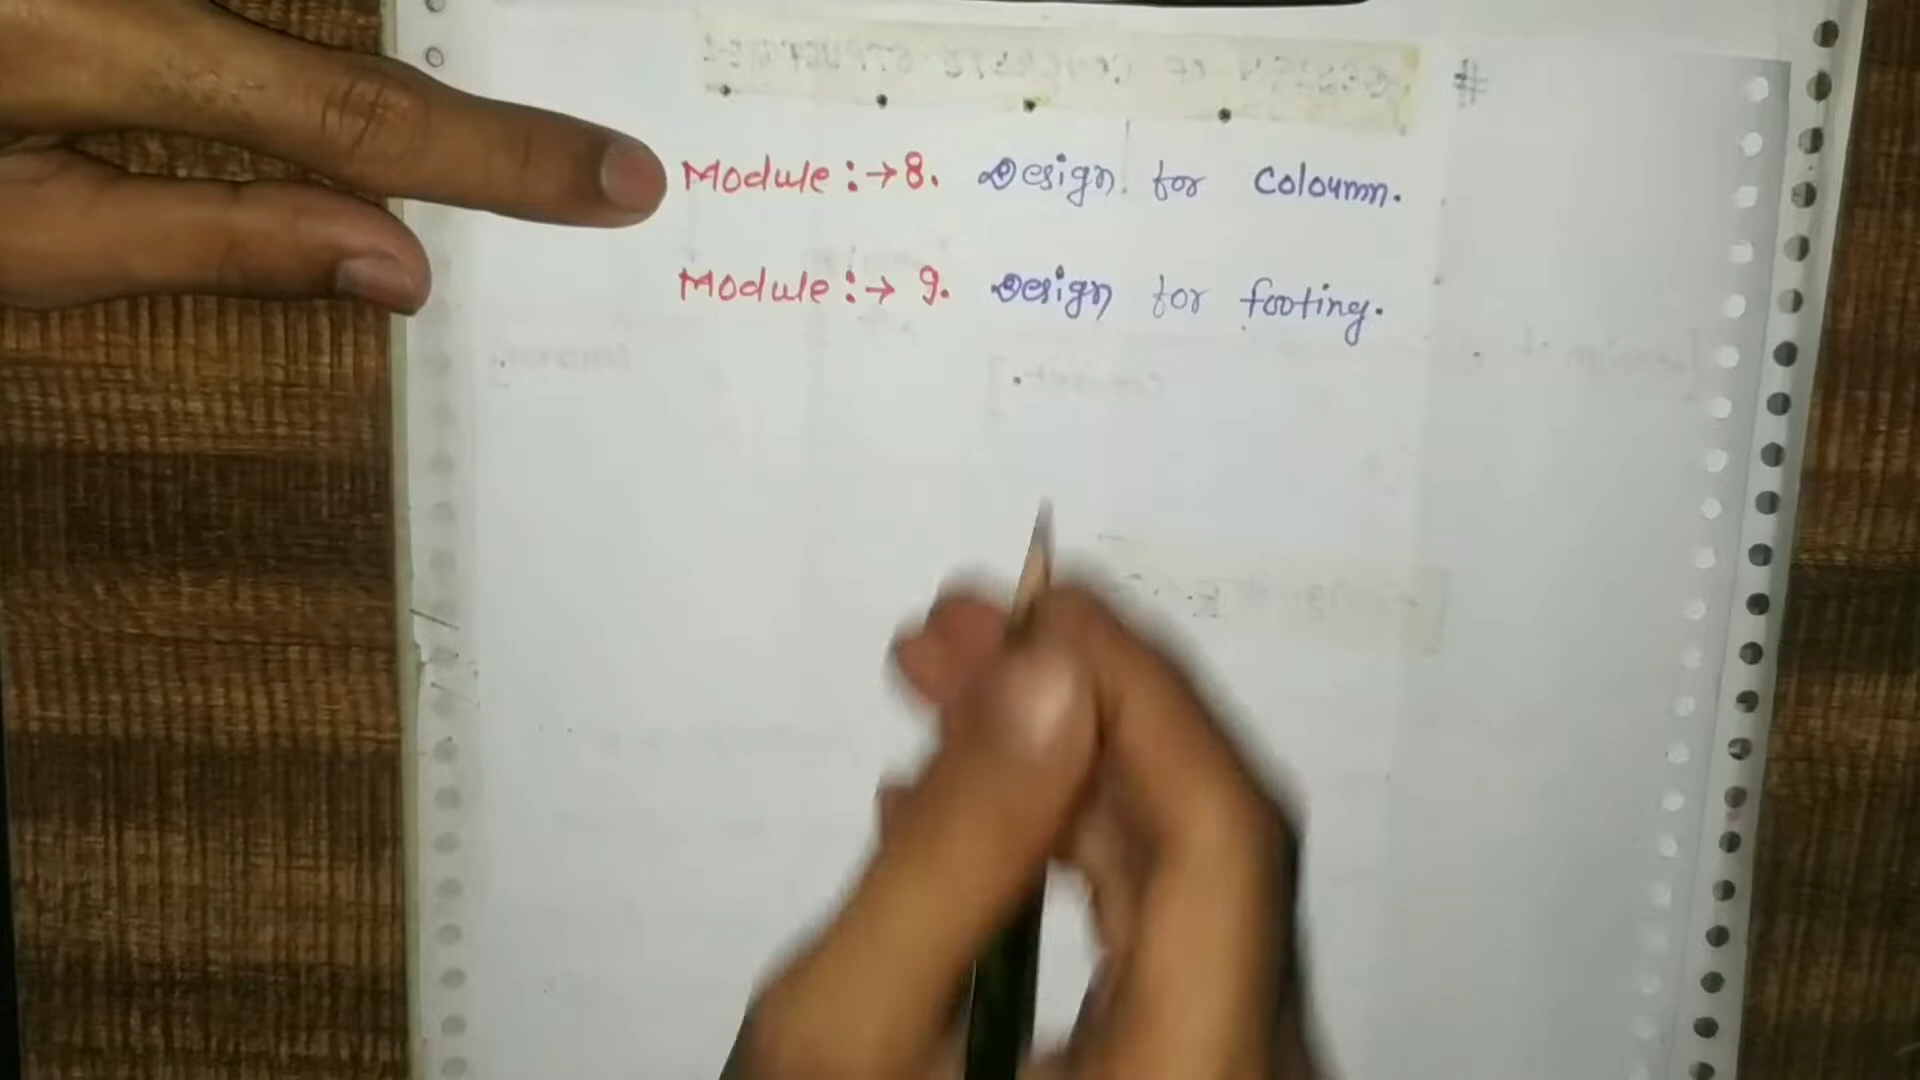 Module :→ 8. Design for Coloumn.
Module :→ 9. Design for footing.